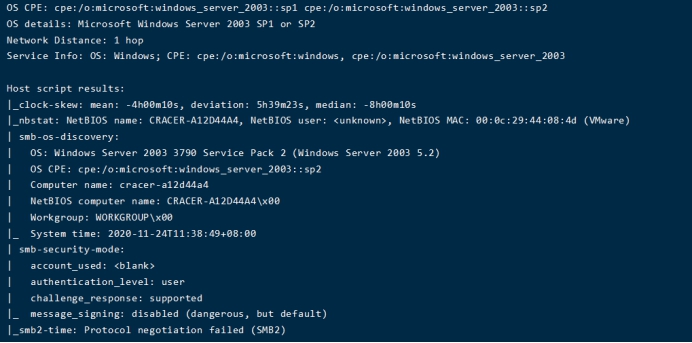 OS CPE: cpe:/o:microsoft:windows_server_2003::sp1 cpe:/o:microsoft:windows_server_2003::sp2
OS details: Microsoft Windows Server 2003 SP1 or SP2
Network Distance: 1 hop
Service Info: OS: Windows; CPE: cpe:/o:microsoft:windows, cpe:/o:microsoft:windows_server_2003

Host script results:
|_clock-skew: mean: -4h00m10s, deviation: 5h39m23s, median: -8h00m10s
|_nbstat: NetBIOS name: CRACER-A12D44A4, NetBIOS user: <unknown>, NetBIOS MAC: 00:0c:29:44:08:4d (VMware)
| smb-os-discovery:
|   OS: Windows Server 2003 3790 Service Pack 2 (Windows Server 2003 5.2)
|   OS CPE: cpe:/o:microsoft:windows_server_2003::sp2
|   Computer name: cracer-a12d44a4
|   NetBIOS computer name: CRACER-A12D44A4\x00
|   Workgroup: WORKGROUP\x00
|_  System time: 2020-11-24T11:38:49+08:00
| smb-security-mode:
|   account_used: <blank>
|   authentication_level: user
|   challenge_response: supported
|_  message_signing: disabled (dangerous, but default)
|_smb2-time: Protocol negotiation failed (SMB2)